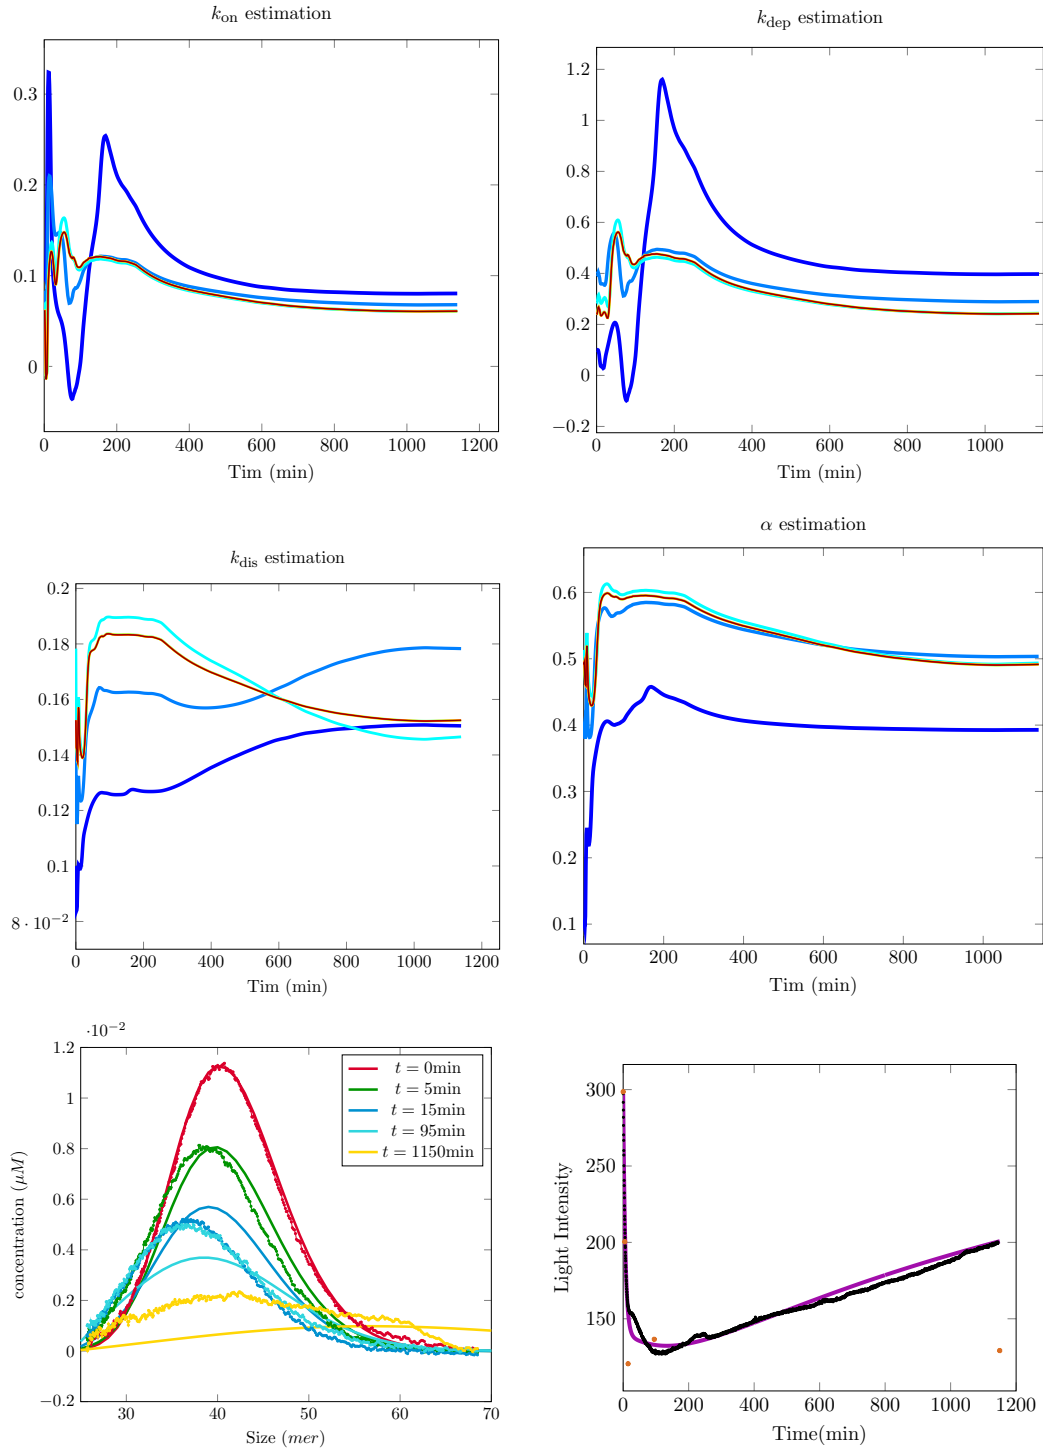 k_on estimation
0.3
0.2
0.1
0
0 200 400 600 800 1000 1200
Tim (min)
k_dep estimation
1.2
1
0.8
0.6
0.4
0.2
0
−0.2
0 200 400 600 800 1000
Tim (min)
k_dis estimation
0.2
0.18
0.16
0.14
0.12
0.1
8 · 10^−2
0 200 400 600 800 1000 1200
Tim (min)
α estimation
0.6
0.5
0.4
0.3
0.2
0.1
0 200 400 600 800 1000
Tim (min)
·10^−2
1.2
1
0.8
0.6
0.4
0.2
0
−0.2
concentration (μM)
t = 0min
t = 5min
t = 15min
t = 95min
t = 1150min
30 40 50 60 70
Size (mer)
300
250
200
150
Light Intensity
0 200 400 600 800 1000 1200
Time(min)